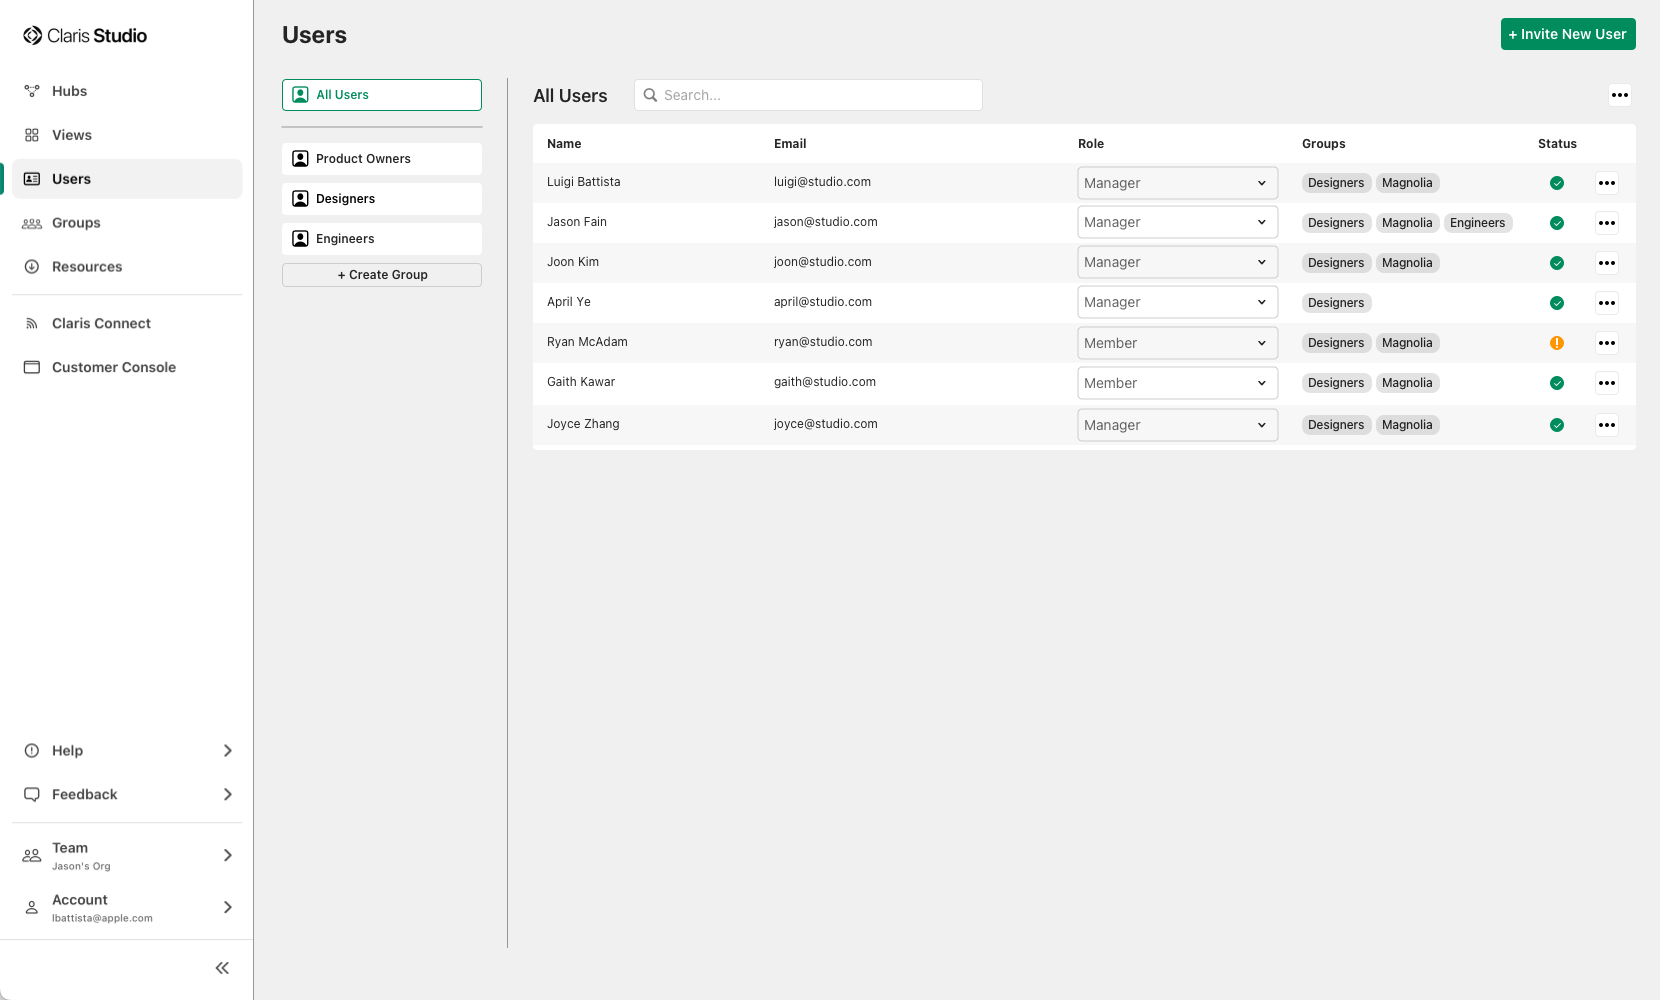 Claris Studio
Hubs
Views
Users
Groups
Resources
Claris Connect
Customer Console
Help
Feedback
Team
Jason's Org
Account
lbattista@apple.com
Users
+ Invite New User
All Users
Product Owners
Designers
Engineers
+ Create Group
All Users
Search...
Name Email Role Groups Status
Luigi Battista luigi@studio.com Manager Designers Magnolia
Jason Fain jason@studio.com Manager Designers Magnolia Engineers
Joon Kim joon@studio.com Manager Designers Magnolia
April Ye april@studio.com Manager Designers
Ryan McAdam ryan@studio.com Member Designers Magnolia
Gaith Kawar gaith@studio.com Member Designers Magnolia
Joyce Zhang joyce@studio.com Manager Designers Magnolia